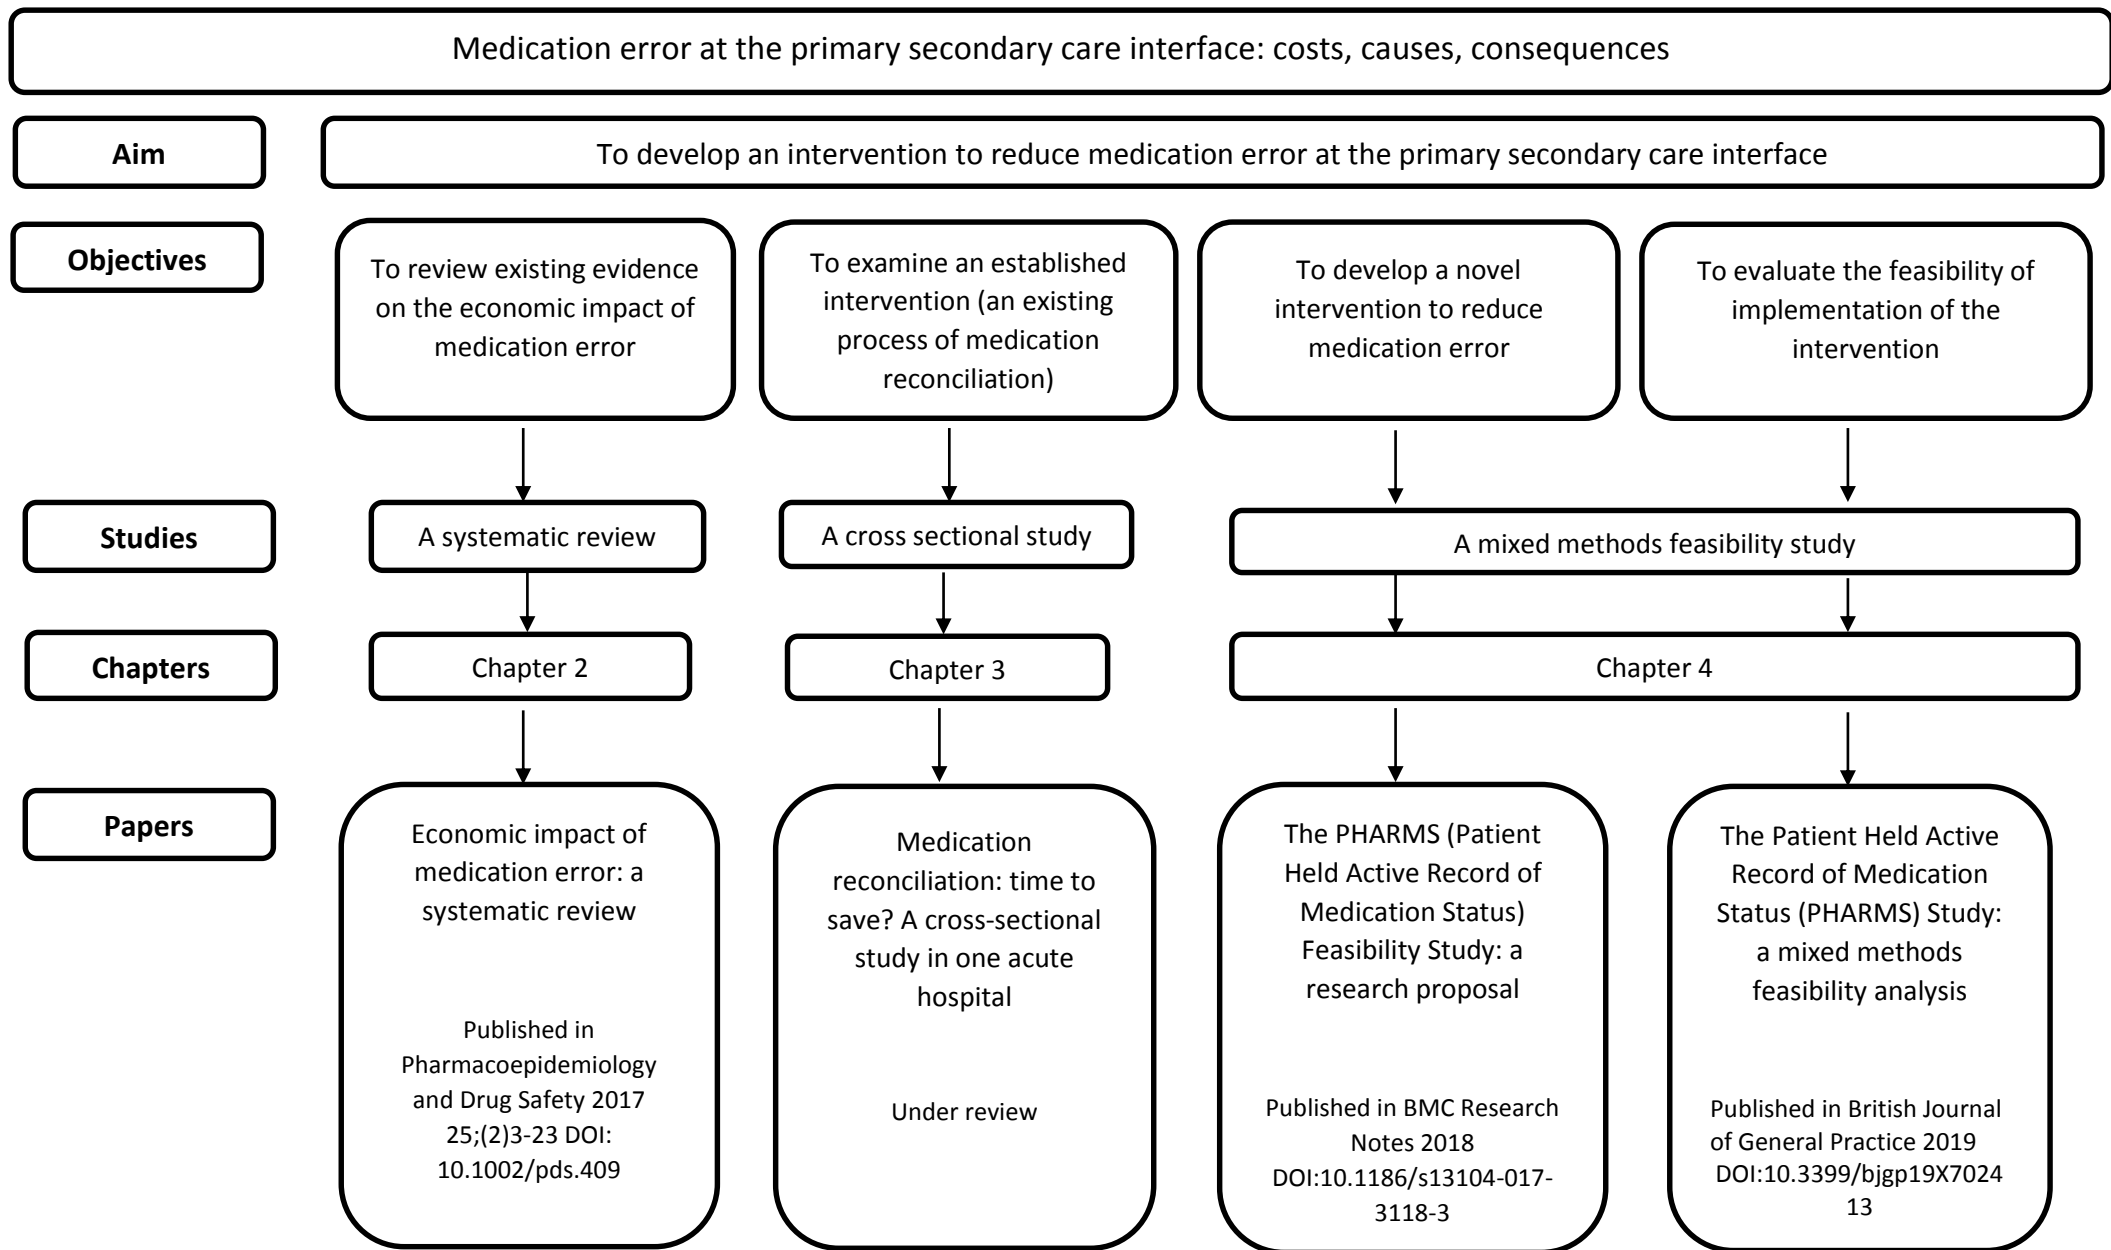 Medication error at the primary secondary care interface: costs, causes, consequences
Aim
To develop an intervention to reduce medication error at the primary secondary care interface
Objectives
To review existing evidence
on the economic impact of
medication error
To examine an established
intervention (an existing
process of medication
reconciliation)
To develop a novel
intervention to reduce
medication error
To evaluate the feasibility of
implementation of the
intervention
Studies
A systematic review
A cross sectional study
A mixed methods feasibility study
Chapters
Chapter 2
Chapter 3
Chapter 4
Papers
Economic impact of
medication error: a
systematic review
Published in
Pharmacoepidemiology
and Drug Safety 2017
25;(2)3-23 DOI:
10.1002/pds.409
Medication
reconciliation: time to
save? A cross-sectional
study in one acute
hospital
Under review
The PHARMS (Patient
Held Active Record of
Medication Status)
Feasibility Study: a
research proposal
Published in BMC Research
Notes 2018
DOI:10.1186/s13104-017-
3118-3
The Patient Held Active
Record of Medication
Status (PHARMS) Study:
a mixed methods
feasibility analysis
Published in British Journal
of General Practice 2019
DOI:10.3399/bjgp19X7024
13